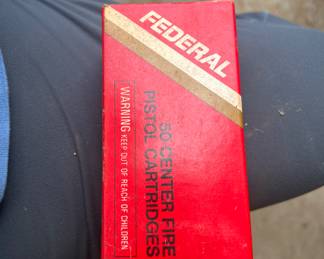 FEDERAL
50 CENTER FIRE
PISTOL CARTRIDGES
WARNING KEEP OUT OF REACH OF CHILDREN